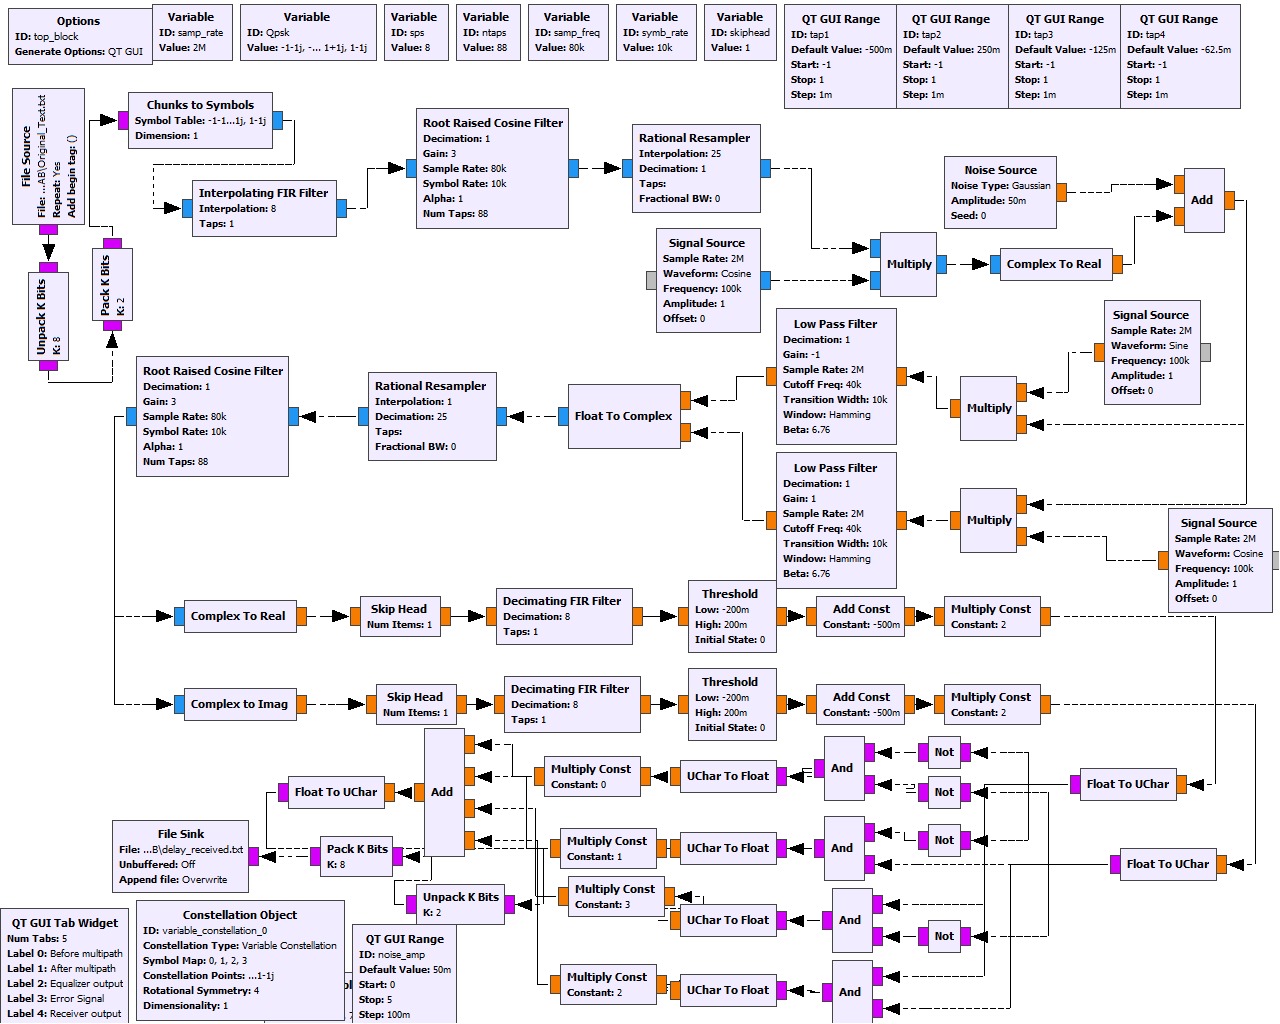 Options
ID: top_block
Generate Options: QT GUI
Variable
ID: samp_rate
Value: 2M
Variable
ID: Qpsk
Value: -1-1j, -... 1+1j, 1-1j
Variable
ID: sps
Value: 8
Variable
ID: ntaps
Value: 88
Variable
ID: samp_freq
Value: 80k
Variable
ID: symb_rate
Value: 10k
Variable
ID: skiphead
Value: 1
QT GUI Range
ID: tap1
Default Value: -500m
Start: -1
Stop: 1
Step: 1m
QT GUI Range
ID: tap2
Default Value: 250m
Start: -1
Stop: 1
Step: 1m
QT GUI Range
ID: tap3
Default Value: -125m
Start: -1
Stop: 1
Step: 1m
QT GUI Range
ID: tap4
Default Value: -62.5m
Start: -1
Stop: 1
Step: 1m
File Source
File: ...AB\Original_Text.txt
Repeat: Yes
Add begin tag: ()
Chunks to Symbols
Symbol Table: -1-1...1j, 1-1j
Dimension: 1
Interpolating FIR Filter
Interpolation: 8
Taps: 1
Root Raised Cosine Filter
Decimation: 1
Gain: 3
Sample Rate: 80k
Symbol Rate: 10k
Alpha: 1
Num Taps: 88
Rational Resampler
Interpolation: 25
Decimation: 1
Taps:
Fractional BW: 0
Noise Source
Noise Type: Gaussian
Amplitude: 50m
Seed: 0
Add
Unpack K Bits
K: 8
Pack K Bits
K: 2
Signal Source
Sample Rate: 2M
Waveform: Cosine
Frequency: 100k
Amplitude: 1
Offset: 0
Multiply
Complex To Real
Root Raised Cosine Filter
Decimation: 1
Gain: 3
Sample Rate: 80k
Symbol Rate: 10k
Alpha: 1
Num Taps: 88
Rational Resampler
Interpolation: 1
Decimation: 25
Taps:
Fractional BW: 0
Float To Complex
Low Pass Filter
Decimation: 1
Gain: -1
Sample Rate: 2M
Cutoff Freq: 40k
Transition Width: 10k
Window: Hamming
Beta: 6.76
Multiply
Signal Source
Sample Rate: 2M
Waveform: Sine
Frequency: 100k
Amplitude: 1
Offset: 0
Low Pass Filter
Decimation: 1
Gain: 1
Sample Rate: 2M
Cutoff Freq: 40k
Transition Width: 10k
Window: Hamming
Beta: 6.76
Multiply
Signal Source
Sample Rate: 2M
Waveform: Cosine
Frequency: 100k
Amplitude: 1
Offset: 0
Complex To Real
Skip Head
Num Items: 1
Decimating FIR Filter
Decimation: 8
Taps: 1
Threshold
Low: -200m
High: 200m
Initial State: 0
Add Const
Constant: -500m
Multiply Const
Constant: 2
Complex to Imag
Skip Head
Num Items: 1
Decimating FIR Filter
Decimation: 8
Taps: 1
Threshold
Low: -200m
High: 200m
Initial State: 0
Add Const
Constant: -500m
Multiply Const
Constant: 2
Float To UChar
Add
Multiply Const
Constant: 0
UChar To Float
And
Not
Not
Float To UChar
File Sink
File: ...B\delay_received.txt
Unbuffered: Off
Append file: Overwrite
Pack K Bits
K: 8
Multiply Const
Constant: 1
UChar To Float
And
Not
Float To UChar
Unpack K Bits
K: 2
Multiply Const
Constant: 3
UChar To Float
And
Not
Multiply Const
Constant: 2
UChar To Float
And
QT GUI Tab Widget
Num Tabs: 5
Label 0: Before multipath
Label 1: After multipath
Label 2: Equalizer output
Label 3: Error Signal
Label 4: Receiver output
Constellation Object
ID: variable_constellation_0
Constellation Type: Variable Constellation
Symbol Map: 0, 1, 2, 3
Constellation Points: ...1-1j
Rotational Symmetry: 4
Dimensionality: 1
QT GUI Range
ID: noise_amp
Default Value: 50m
Start: 0
Stop: 5
Step: 100m